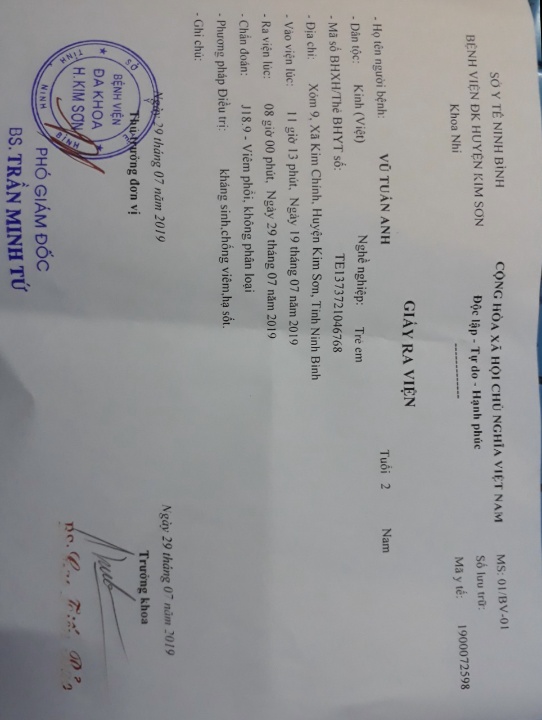 SỞ Y TẾ NINH BÌNH
BỆNH VIỆN ĐK HUYỆN KIM SƠN
Khoa Nhi
CỘNG HÒA XÃ HỘI CHỦ NGHĨA VIỆT NAM
Độc lập - Tự do - Hạnh phúc
-------------
MS: 01/BV-01
Số lưu trữ:
Mã y tế: 1900072598
GIẤY RA VIỆN
- Họ tên người bệnh: VŨ TUẤN ANH Tuổi 2 Nam
- Dân tộc: Kinh (Việt) Nghề nghiệp: Trẻ em
- Mã số BHXH/Thẻ BHYT số: TE1373721046768
- Địa chỉ: Xóm 9, Xã Kim Chính, Huyện Kim Sơn, Tỉnh Ninh Bình
- Vào viện lúc: 11 giờ 13 phút, Ngày 19 tháng 07 năm 2019
- Ra viện lúc: 08 giờ 00 phút, Ngày 29 tháng 07 năm 2019
- Chẩn đoán: J18.9 - Viêm phổi, không phân loại
- Phương pháp Điều trị: kháng sinh,chống viêm,hạ sốt.
- Ghi chú:
Ngày 29 tháng 07 năm 2019
Thủ trưởng đơn vị
SỞ Y TẾ
BỆNH VIỆN
ĐA KHOA
H. KIM SƠN
TỈNH NINH BÌNH
PHÓ GIÁM ĐỐC
BS. TRẦN MINH TỨ
Ngày 29 tháng 07 năm 2019
Trưởng khoa
BS.